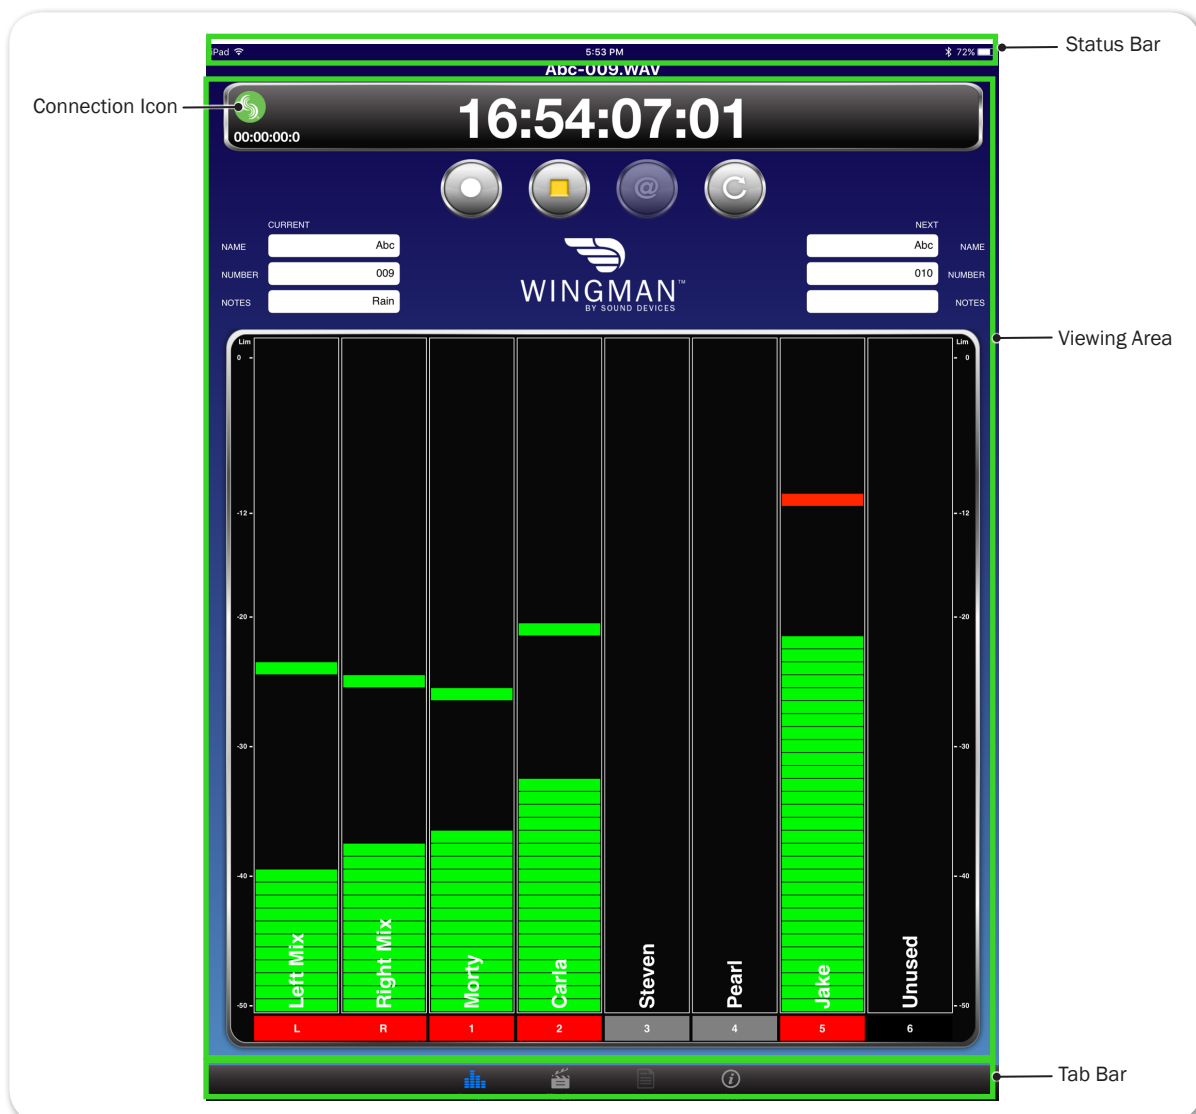 iPad 5:53 PM 72%
Status Bar
Abc-009.WAV
Connection Icon
16:54:07:01
00:00:00:0
@
CURRENT NEXT
NAME Abc Abc NAME
NUMBER 009 010 NUMBER
NOTES Rain NOTES
WINGMAN™
BY SOUND DEVICES
Viewing Area
Lim Lim
0 - - 0
-12 - - -12
-20 - - -20
-30 - - -30
-40 - - -40
-50 - - -50
Left Mix
Right Mix
Morty
Carla
Steven
Pearl
Jake
Unused
L R 1 2 3 4 5 6
i
Tab Bar